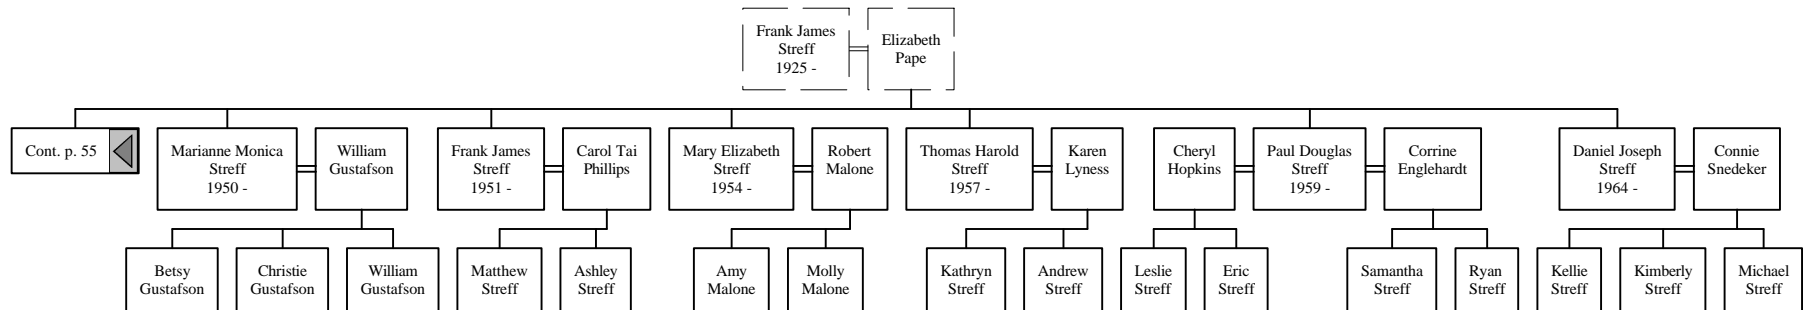 Frank James
Streff
1925 -
Elizabeth
Pape
Cont. p. 55
Marianne Monica
Streff
1950 -
William
Gustafson
Frank James
Streff
1951 -
Carol Tai
Phillips
Mary Elizabeth
Streff
1954 -
Robert
Malone
Thomas Harold
Streff
1957 -
Karen
Lyness
Cheryl
Hopkins
Paul Douglas
Streff
1959 -
Corrine
Englehardt
Daniel Joseph
Streff
1964 -
Connie
Snedeker
Betsy
Gustafson
Christie
Gustafson
William
Gustafson
Matthew
Streff
Ashley
Streff
Amy
Malone
Molly
Malone
Kathryn
Streff
Andrew
Streff
Leslie
Streff
Eric
Streff
Samantha
Streff
Ryan
Streff
Kellie
Streff
Kimberly
Streff
Michael
Streff